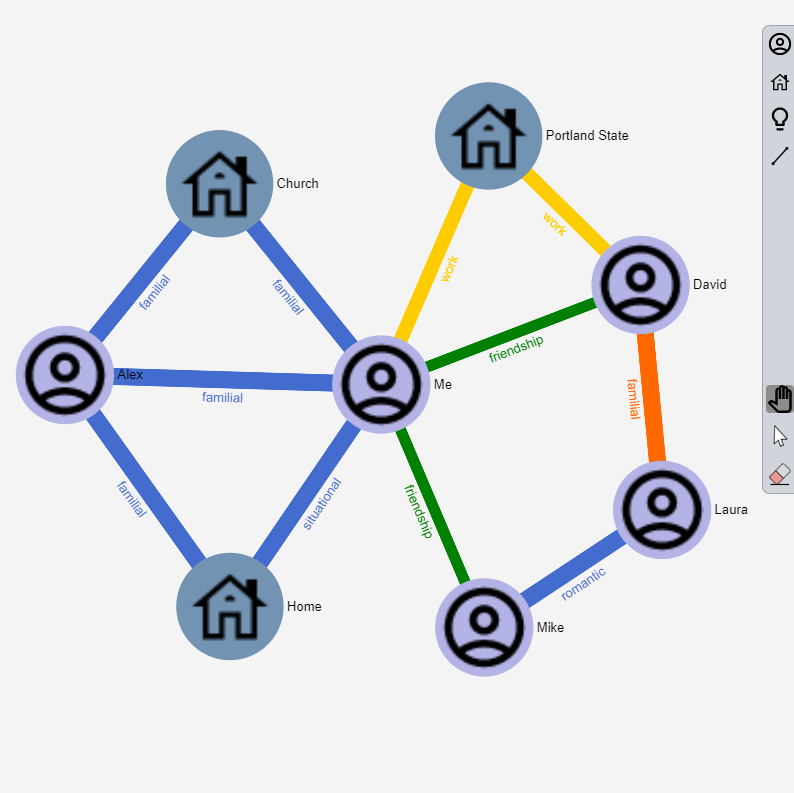 Portland State
Church
work
work
David
familial
familial
friendship
Alex
Me
familial
familial
familial
situational
friendship
Laura
romantic
Home
Mike